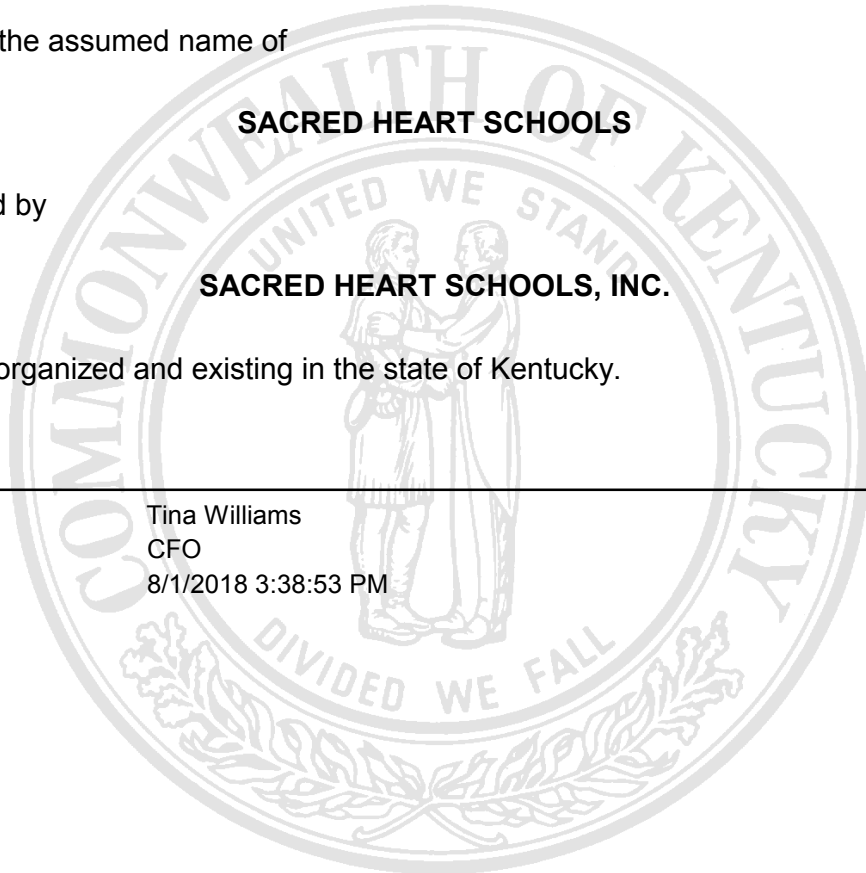 the assumed name of
SACRED HEART SCHOOLS
d by
SACRED HEART SCHOOLS, INC.
organized and existing in the state of Kentucky.
Tina Williams
CFO
8/1/2018 3:38:53 PM
COMMONWEALTH OF KENTUCKY
UNITED WE STAND
DIVIDED WE FALL